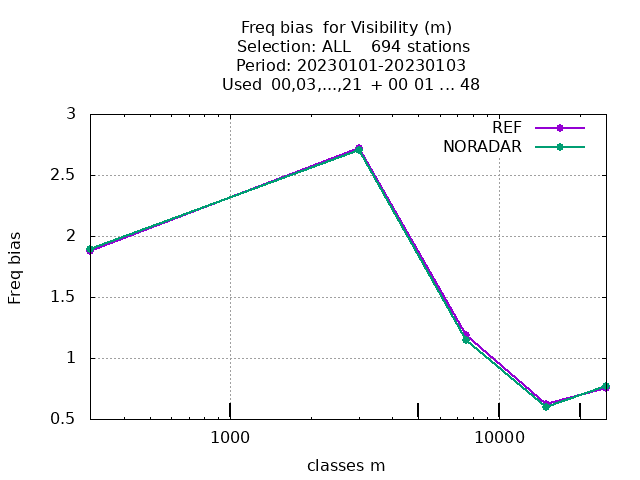 Freq bias  for Visibility (m)
Selection: ALL    694 stations
Period: 20230101-20230103
Used  00,03,...,21  + 00 01 ... 48
REF
NORADAR
3
2.5
2
1.5
1
0.5
Freq bias
1000
10000
classes m